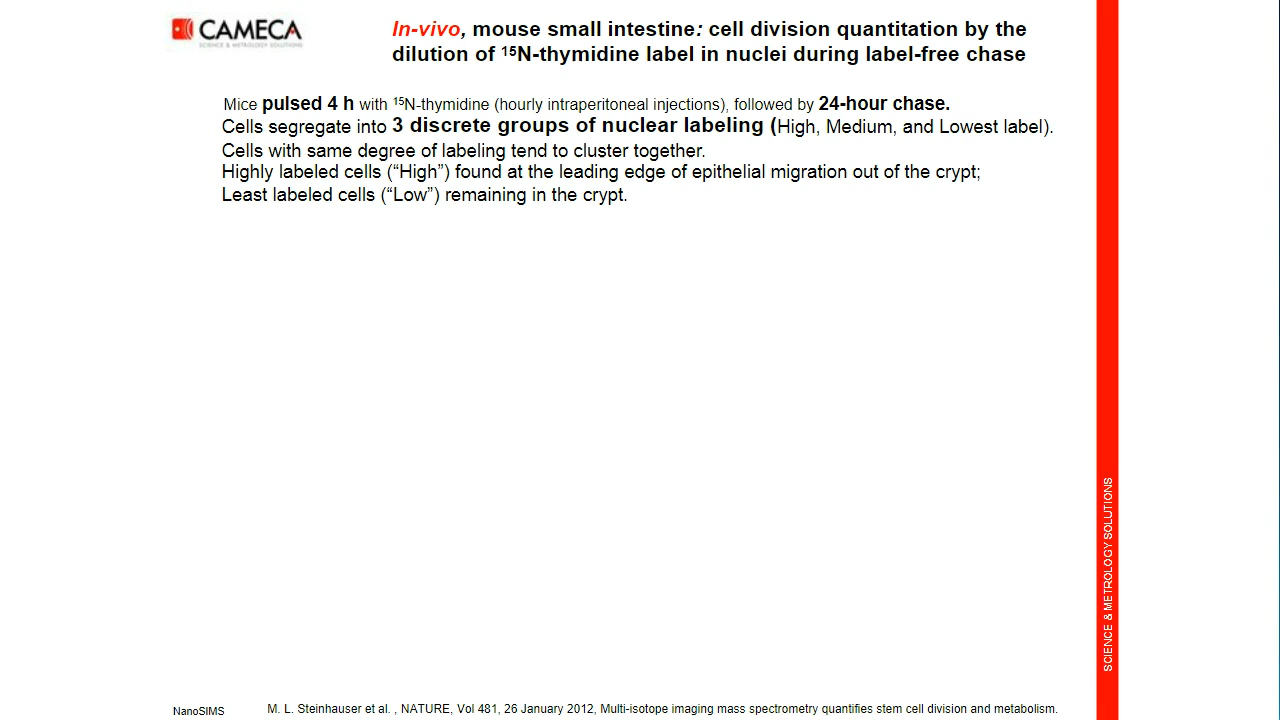 CAMECA
SCIENCE & METROLOGY SOLUTIONS
In-vivo, mouse small intestine: cell division quantitation by the
dilution of ¹⁵N-thymidine label in nuclei during label-free chase
Mice pulsed 4 h with ¹⁵N-thymidine (hourly intraperitoneal injections), followed by 24-hour chase.
Cells segregate into 3 discrete groups of nuclear labeling (High, Medium, and Lowest label).
Cells with same degree of labeling tend to cluster together.
Highly labeled cells (“High”) found at the leading edge of epithelial migration out of the crypt;
Least labeled cells (“Low”) remaining in the crypt.
SCIENCE & METROLOGY SOLUTIONS
NanoSIMS
M. L. Steinhauser et al. , NATURE, Vol 481, 26 January 2012, Multi-isotope imaging mass spectrometry quantifies stem cell division and metabolism.